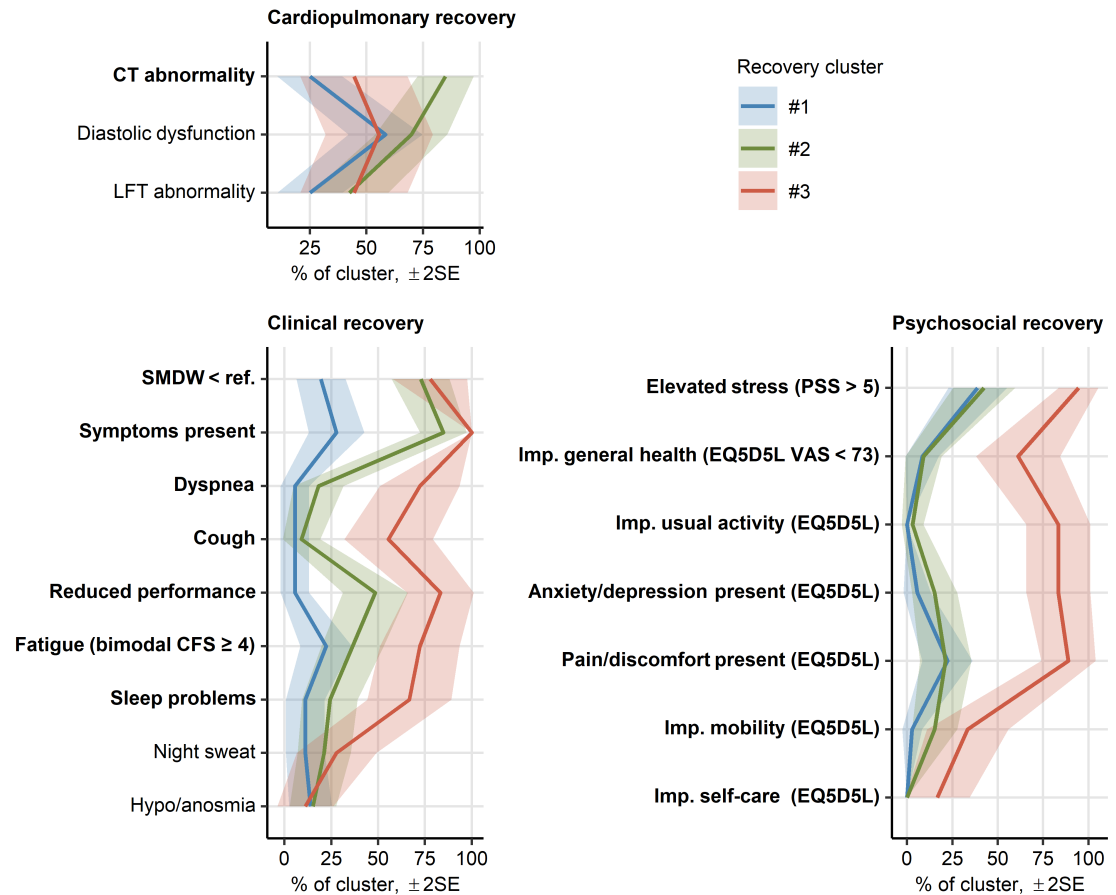 Cardiopulmonary recovery
CT abnormality
Diastolic dysfunction
LFT abnormality
25 50 75 100
% of cluster, ±2SE
Recovery cluster
#1
#2
#3
Clinical recovery
SMDW < ref.
Symptoms present
Dyspnea
Cough
Reduced performance
Fatigue (bimodal CFS ≥ 4)
Sleep problems
Night sweat
Hypo/anosmia
0 25 50 75 100
% of cluster, ±2SE
Psychosocial recovery
Elevated stress (PSS > 5)
Imp. general health (EQ5D5L VAS < 73)
Imp. usual activity (EQ5D5L)
Anxiety/depression present (EQ5D5L)
Pain/discomfort present (EQ5D5L)
Imp. mobility (EQ5D5L)
Imp. self-care (EQ5D5L)
0 25 50 75 100
% of cluster, ±2SE